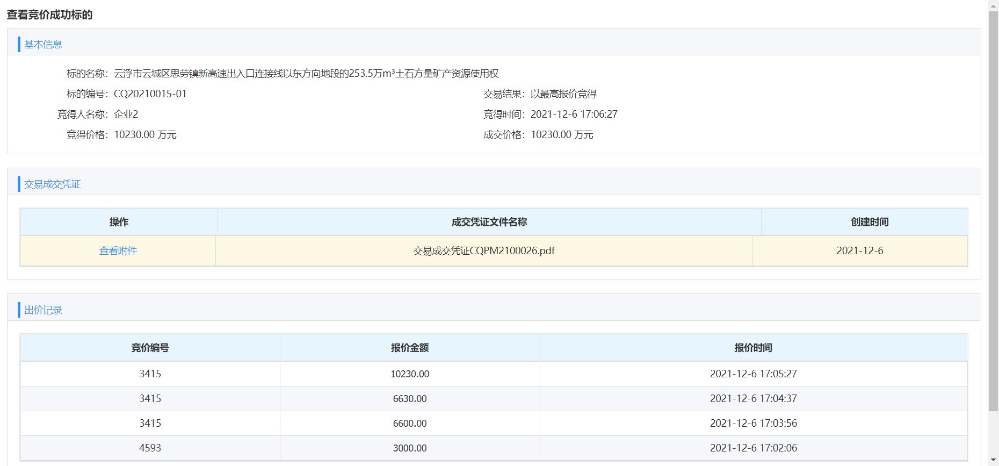 查看竞价成功标的
基本信息
标的名称：云浮市云城区思劳镇新高速出入口连接线以东方向地段的253.5万m³土石方量矿产资源使用权
标的编号：CQ20210015-01 交易结果：以最高报价竞得
竞得人名称：企业2 竞得时间：2021-12-6 17:06:27
竞得价格：10230.00 万元 成交价格：10230.00 万元
交易成交凭证
操作 成交凭证文件名称 创建时间
查看附件 交易成交凭证CQPM2100026.pdf 2021-12-6
出价记录
竞价编号 报价金额 报价时间
3415 10230.00 2021-12-6 17:05:27
3415 6630.00 2021-12-6 17:04:37
3415 6600.00 2021-12-6 17:03:56
4593 3000.00 2021-12-6 17:02:06